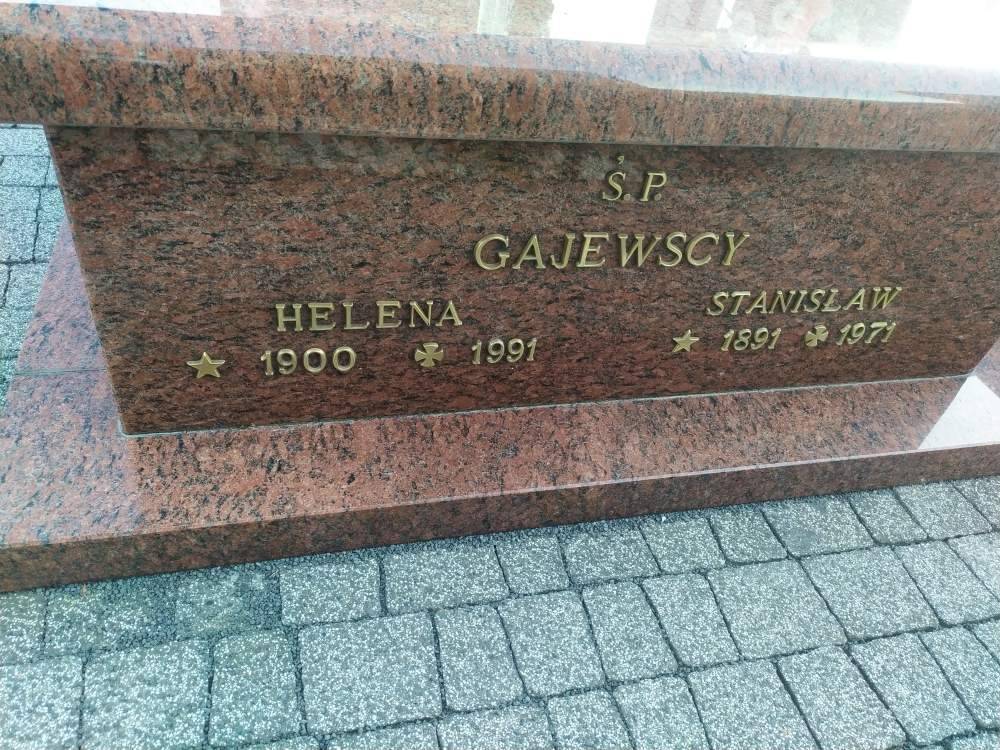 Ś.P.
GAJEWSCY
HELENA
1900 1991
STANISŁAW
1891 1971